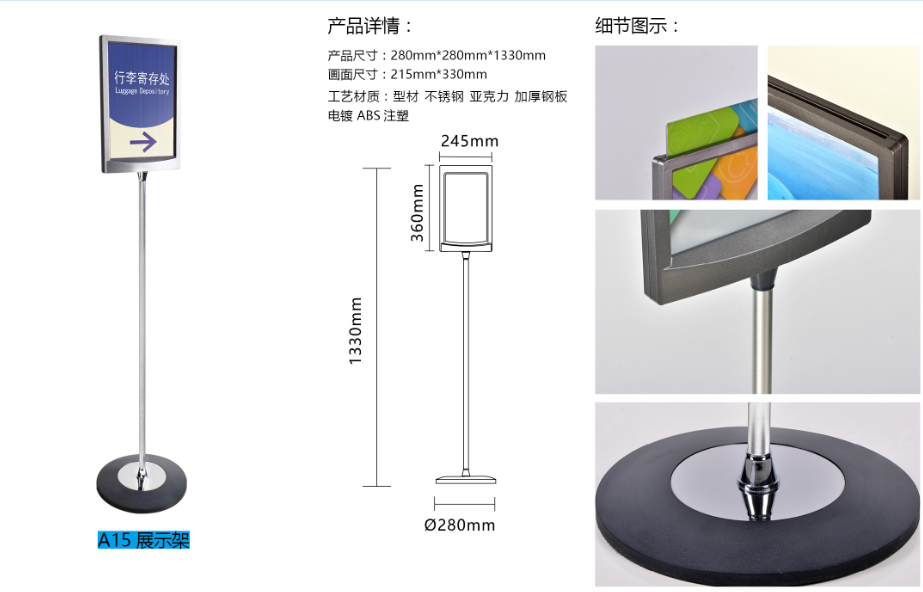 行李寄存处
Luggage Depository
A15 展示架
产品详情：
产品尺寸：280mm*280mm*1330mm
画面尺寸：215mm*330mm
工艺材质：型材 不锈钢 亚克力 加厚钢板
电镀 ABS 注塑
245mm
360mm
1330mm
Ø280mm
细节图示：